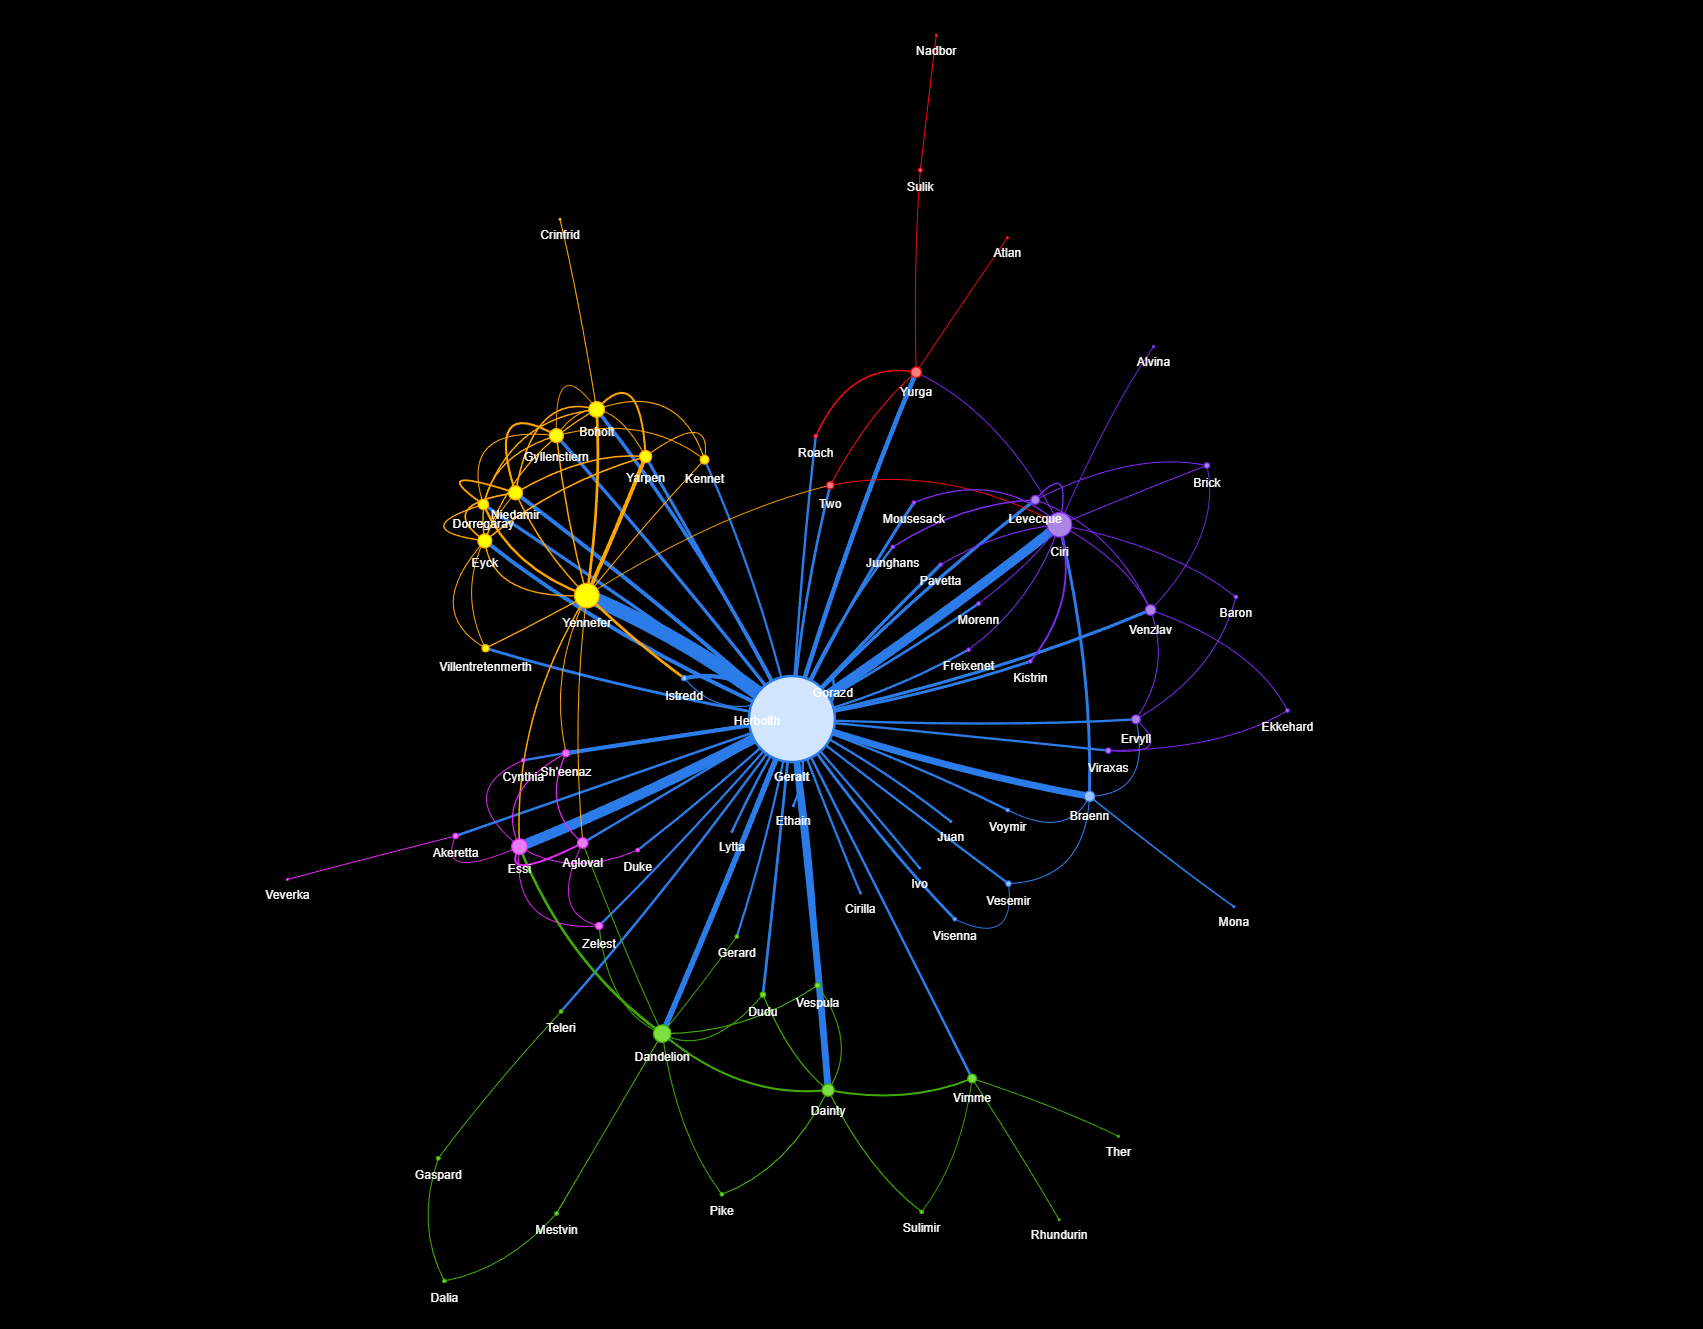 Nadbor
Sulik
Crinfrid
Atlan
Alvina
Yurga
Boholt
Roach
Gyllenstiern
Yarpen
Kennet
Brick
Two
Niedamir
Mousesack
Levecque
Dorregaray
Ciri
Eyck
Junghans
Pavetta
Baron
Morenn
Yennefer
Venzlav
Villentretenmerth
Freixenet
Kistrin
Istredd
Gorazd
Herbolth
Ekkehard
Ervyll
Viraxas
Sh'eenaz
Cynthia
Geralt
Braenn
Ethain
Voymir
Juan
Lytta
Akeretta
Agloval
Essi
Duke
Ivo
Veverka
Vesemir
Cirilla
Mona
Visenna
Zelest
Gerard
Vespula
Dudu
Teleri
Dandelion
Vimme
Dainty
Ther
Gaspard
Pike
Sulimir
Mestvin
Rhundurin
Dalia